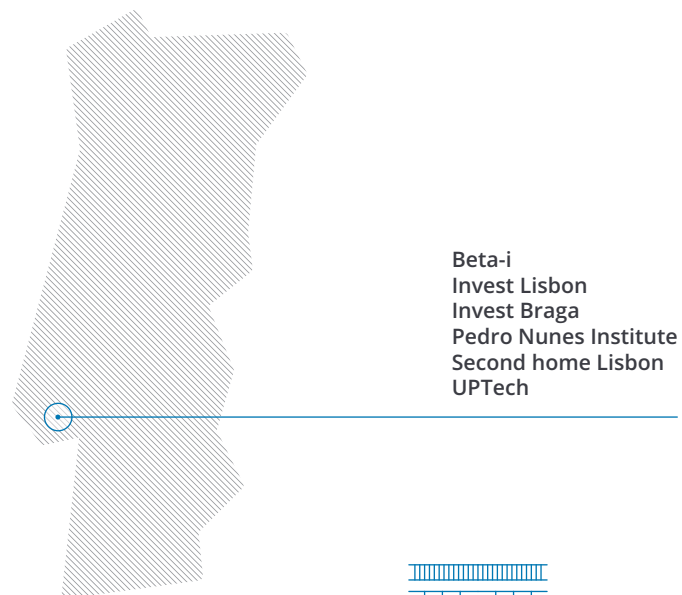 Beta-i
Invest Lisbon
Invest Braga
Pedro Nunes Institute
Second home Lisbon
UPTech